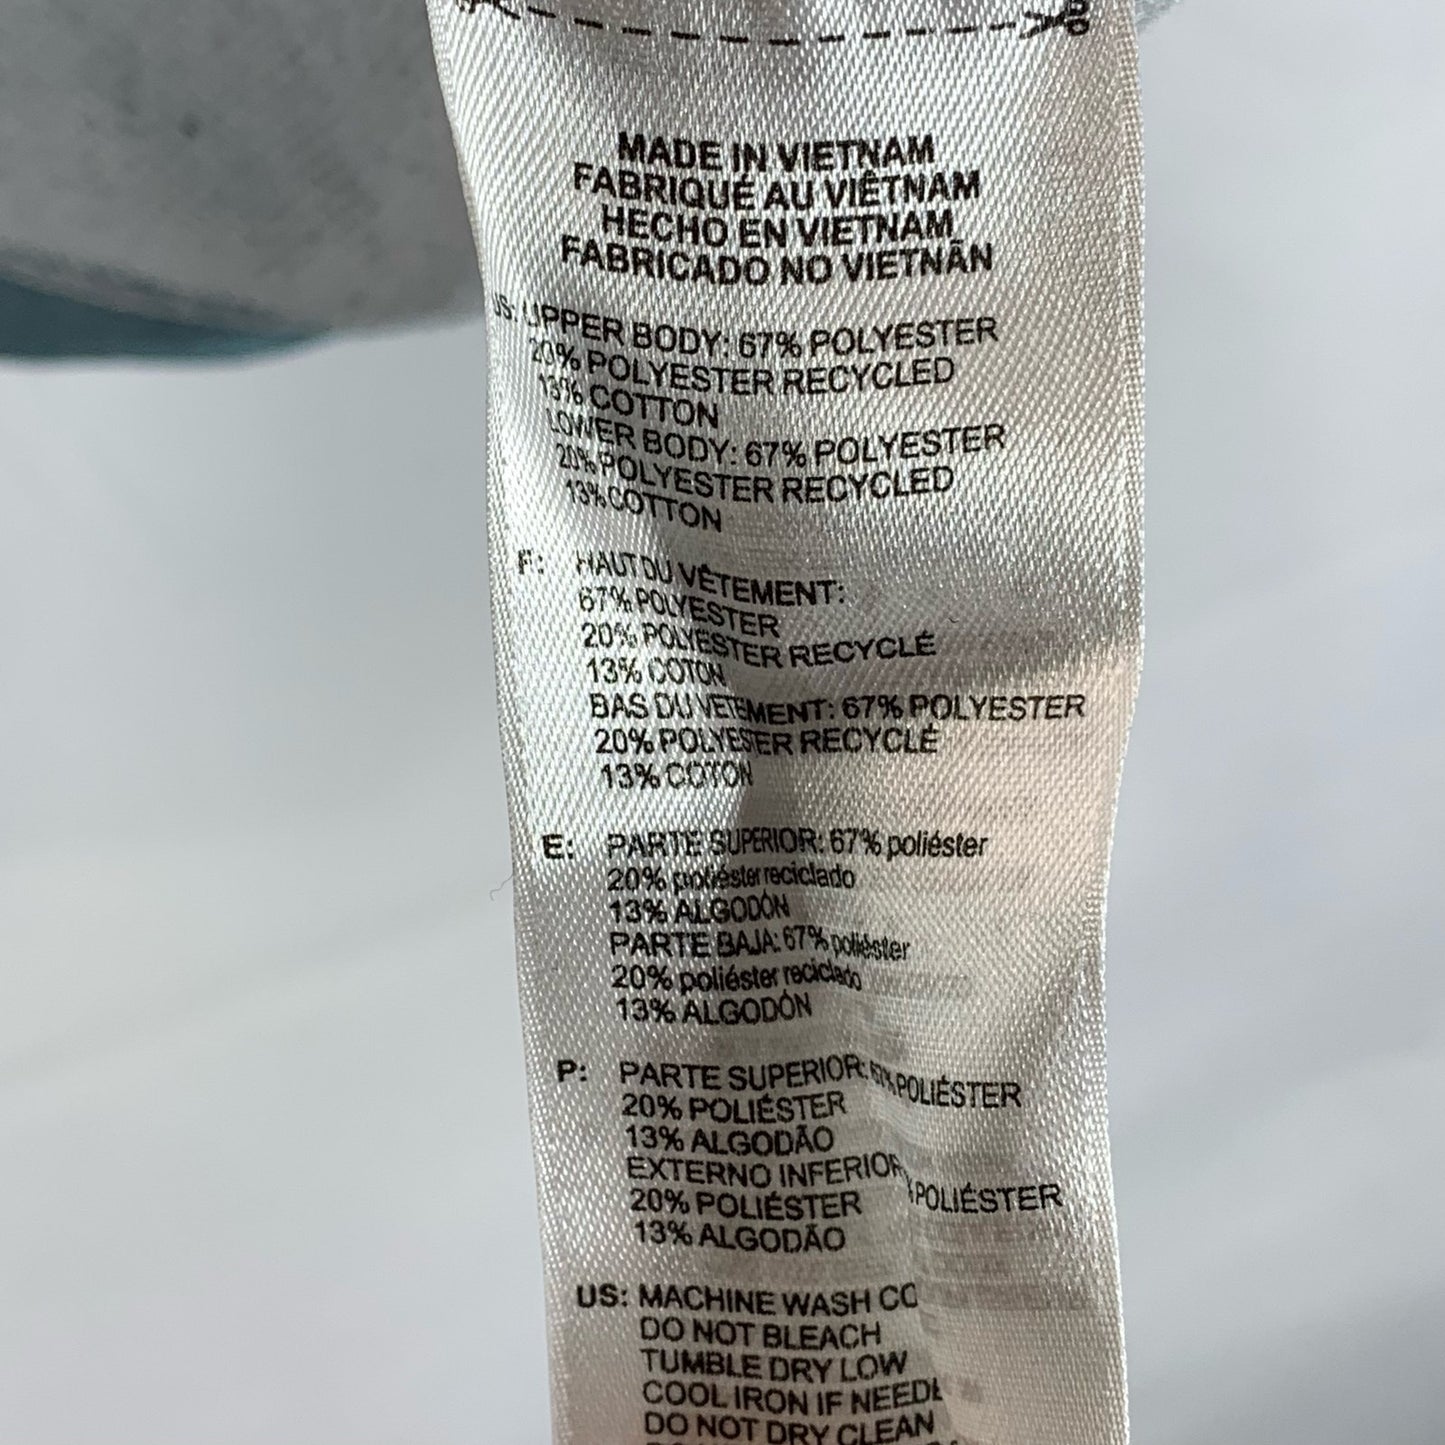 MADE IN VIETNAM
FABRIQUÉ AU VIÊTNAM
HECHO EN VIETNAM
FABRICADO NO VIETNÃN
US: UPPER BODY: 67% POLYESTER
20% POLYESTER RECYCLED
13% COTTON
LOWER BODY: 67% POLYESTER
20% POLYESTER RECYCLED
13% COTTON
F: HAUT DU VÊTEMENT:
67% POLYESTER
20% POLYESTER RECYCLÉ
13% COTON
BAS DU VETEMENT: 67% POLYESTER
20% POLYESTER RECYCLÉ
13% COTON
E: PARTE SUPERIOR: 67% poliéster
20% poliéster reciclado
13% ALGODÓN
PARTE BAJA: 67% poliéster
20% poliéster reciclado
13% ALGODÓN
P: PARTE SUPERIOR: 67% POLIÉSTER
20% POLIÉSTER
13% ALGODÃO
EXTERNO INFERIOR POLIÉSTER
20% POLIÉSTER
13% ALGODÃO
US: MACHINE WASH
DO NOT BLEACH
TUMBLE DRY LOW
COOL IRON IF
DO NOT DRY CLEAN